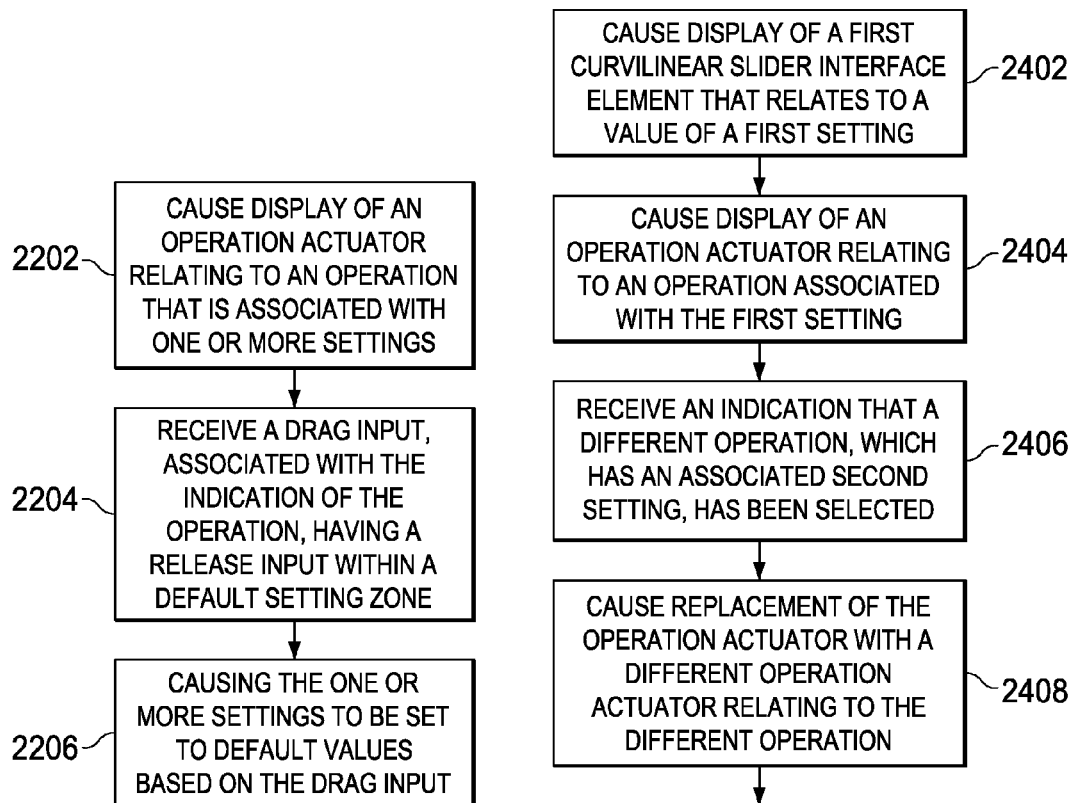 2202
CAUSE DISPLAY OF AN
OPERATION ACTUATOR
RELATING TO AN OPERATION
THAT IS ASSOCIATED WITH
ONE OR MORE SETTINGS
2204
RECEIVE A DRAG INPUT,
ASSOCIATED WITH THE
INDICATION OF THE
OPERATION, HAVING A
RELEASE INPUT WITHIN A
DEFAULT SETTING ZONE
2206
CAUSING THE ONE OR
MORE SETTINGS TO BE SET
TO DEFAULT VALUES
BASED ON THE DRAG INPUT
CAUSE DISPLAY OF A FIRST
CURVILINEAR SLIDER INTERFACE
ELEMENT THAT RELATES TO A
VALUE OF A FIRST SETTING
2402
CAUSE DISPLAY OF AN
OPERATION ACTUATOR RELATING
TO AN OPERATION ASSOCIATED
WITH THE FIRST SETTING
2404
RECEIVE AN INDICATION THAT A
DIFFERENT OPERATION, WHICH
HAS AN ASSOCIATED SECOND
SETTING, HAS BEEN SELECTED
2406
CAUSE REPLACEMENT OF THE
OPERATION ACTUATOR WITH A
DIFFERENT OPERATION
ACTUATOR RELATING TO THE
DIFFERENT OPERATION
2408